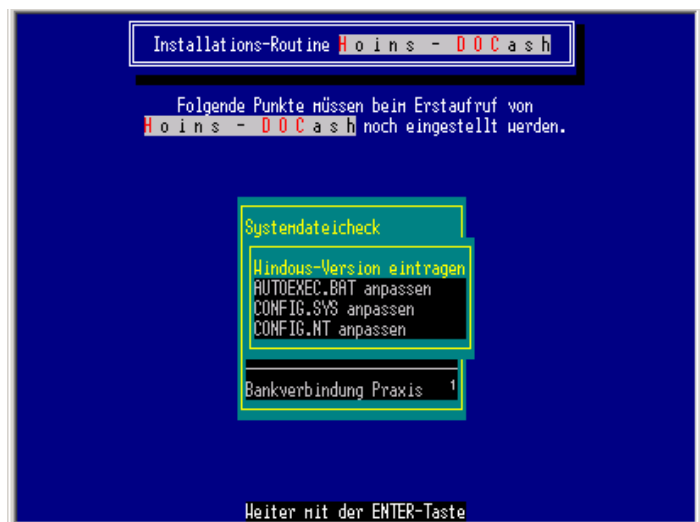 Installations-Routine Hoins - DOCash
Folgende Punkte müssen beim Erstaufruf von
Hoins - DOCash noch eingestellt werden.
Systemdateicheck
Windows-Version eintragen
AUTOEXEC.BAT anpassen
CONFIG.SYS anpassen
CONFIG.NT anpassen
Bankverbindung Praxis 1
Weiter mit der ENTER-Taste